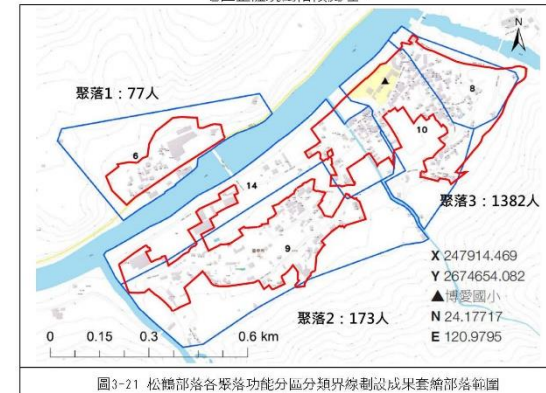 N
聚落1：77人
8
10
6
14
聚落3：1382人
9
X 247914.469
Y 2674654.082
▲博愛國小
N 24.17717
E 120.9795
聚落2：173人
0 0.15 0.3 0.6 km
圖3-21 松鶴部落各聚落功能分區分類界線劃設成果套繪部落範圍